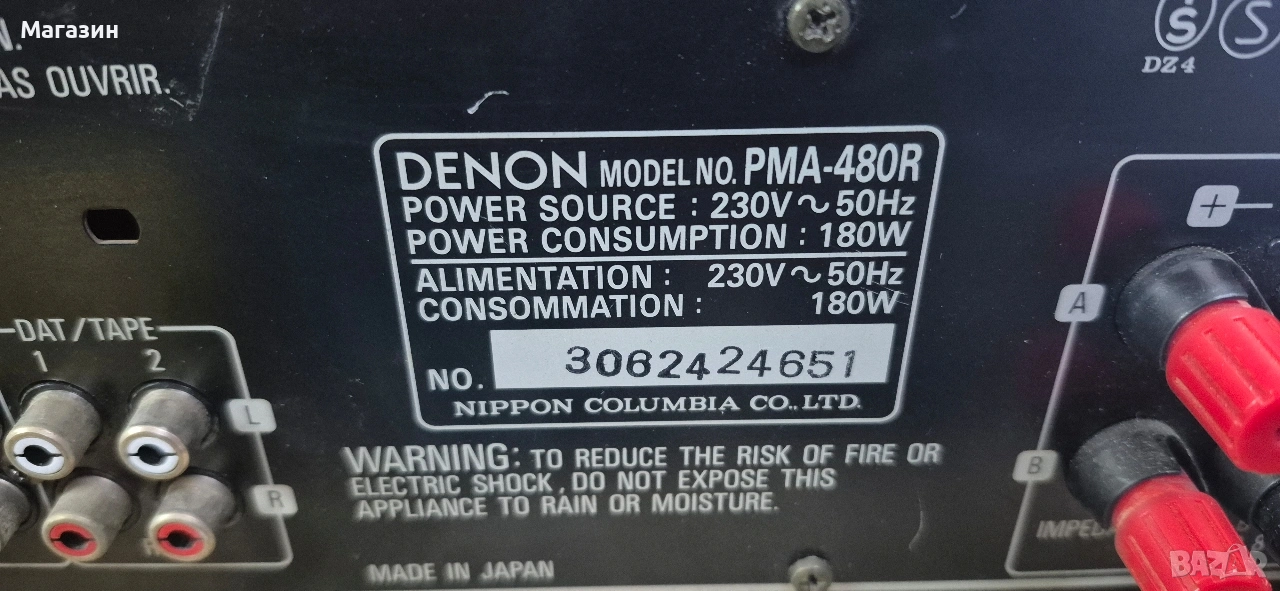 Магазин
N.
AS OUVRIR.
DZ4
DENON MODEL NO. PMA-480R
POWER SOURCE : 230V~50Hz
POWER CONSUMPTION : 180W
ALIMENTATION : 230V~50Hz
CONSOMMATION : 180W
NO. 3062424651
NIPPON COLUMBIA CO.,LTD.
+
A
B
DAT/TAPE
1 2
L
R
WARNING: TO REDUCE THE RISK OF FIRE OR
ELECTRIC SHOCK, DO NOT EXPOSE THIS
APPLIANCE TO RAIN OR MOISTURE.
MADE IN JAPAN
BAZAR